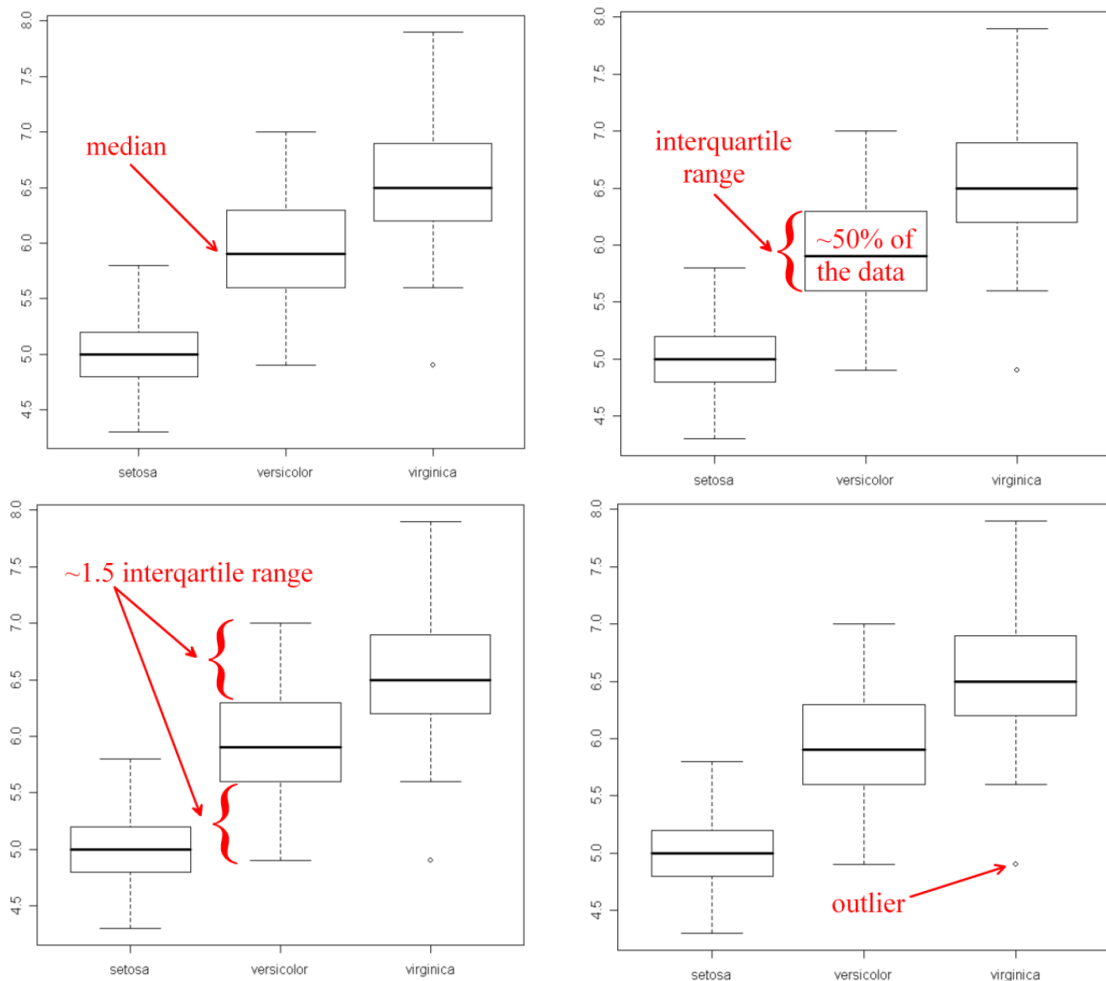 8.0
7.5
7.0
6.5
6.0
5.5
5.0
4.5
median
setosa
versicolor
virginica
8.0
7.5
7.0
6.5
6.0
5.5
5.0
4.5
interquartile
range
~50% of
the data
setosa
versicolor
virginica
8.0
7.5
7.0
6.5
6.0
5.5
5.0
4.5
~1.5 interqartile range
setosa
versicolor
virginica
8.0
7.5
7.0
6.5
6.0
5.5
5.0
4.5
outlier
setosa
versicolor
virginica